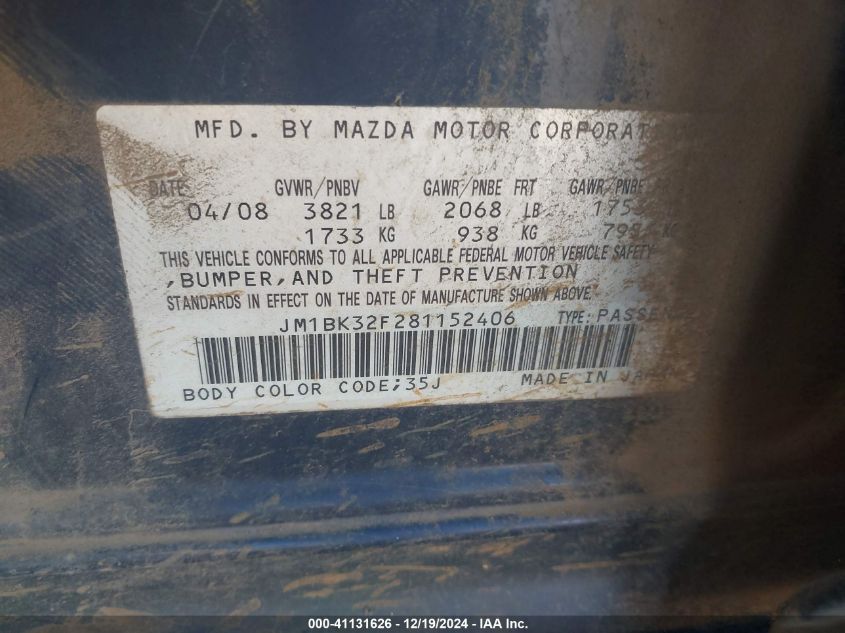 MFD. BY MAZDA MOTOR
DATE GVWR/PNBV GAWR/PNBE FRT GAWR/PNBE
04/08 3821 LB 2068 LB
1733 KG 938 KG
THIS VEHICLE CONFORMS TO ALL APPLICABLE FEDERAL MOTOR VEHICLE SAFETY
,BUMPER,AND THEFT PREVENTION
STANDARDS IN EFFECT ON THE DATE OF MANUFACTURE SHOWN ABOVE.
JM1BK32F281152406 TYPE:
BODY COLOR CODE;35J MADE IN
000-41131626 - 12/19/2024 - IAA Inc.